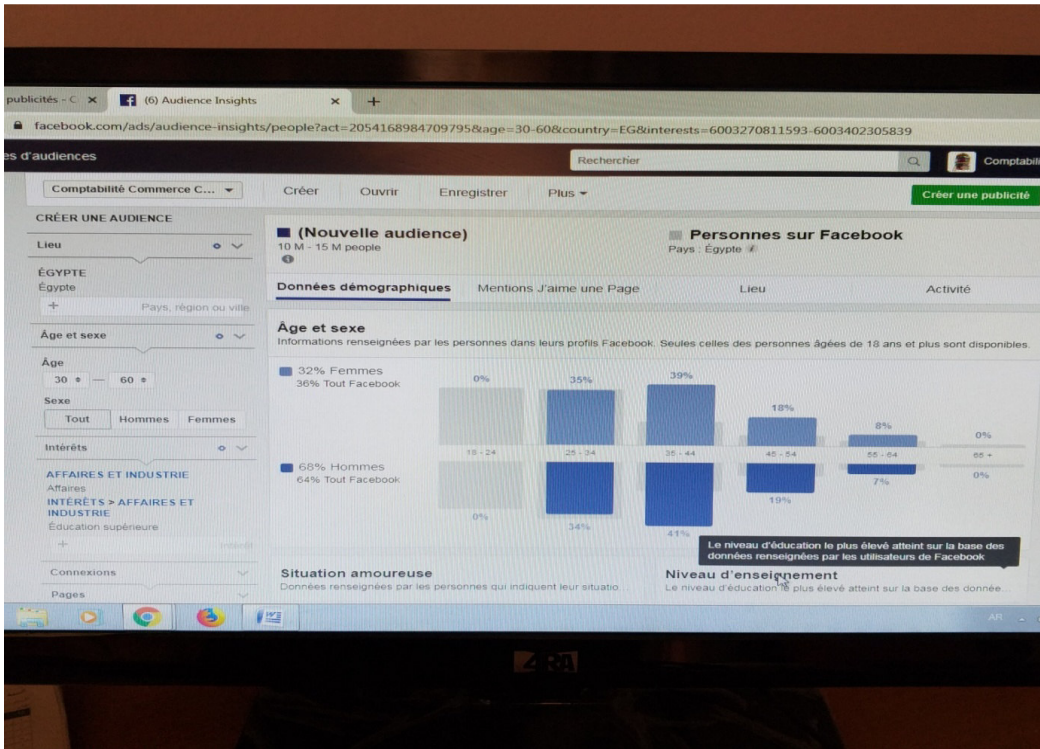 publicités - C
(6) Audience Insights
facebook.com/ads/audience-insights/people?act=2054168984709795&age=30-60&country=EG&interests=6003270811593-6003402305839
es d'audiences
Rechercher
Comptabili
Comptabilité Commerce C...
Créer
Ouvrir
Enregistrer
Plus
Créer une publicité
CRÉER UNE AUDIENCE
Lieu
ÉGYPTE
Égypte
+ Pays, région ou ville
Âge et sexe
Âge
30 — 60
Sexe
Tout Hommes Femmes
Intérêts
AFFAIRES ET INDUSTRIE
Affaires
INTÉRÊTS > AFFAIRES ET
INDUSTRIE
Éducation supérieure
+ Intérêt
Connexions
Pages
(Nouvelle audience)
10 M - 15 M people
Personnes sur Facebook
Pays : Égypte
Données démographiques
Mentions J'aime une Page
Lieu
Activité
Âge et sexe
Informations renseignées par les personnes dans leurs profils Facebook. Seules celles des personnes âgées de 18 ans et plus sont disponibles.
32% Femmes
36% Tout Facebook
0% 35% 39% 18% 8% 0%
18 - 24 25 - 34 35 - 44 45 - 54 55 - 64 65 +
68% Hommes
64% Tout Facebook
0% 34% 41% 19% 7% 0%
Le niveau d'éducation le plus élevé atteint sur la base des
données renseignées par les utilisateurs de Facebook
Situation amoureuse
Données renseignées par les personnes qui indiquent leur situatio...
Niveau d'enseignement
Le niveau d'éducation le plus élevé atteint sur la base des donnée...
AR